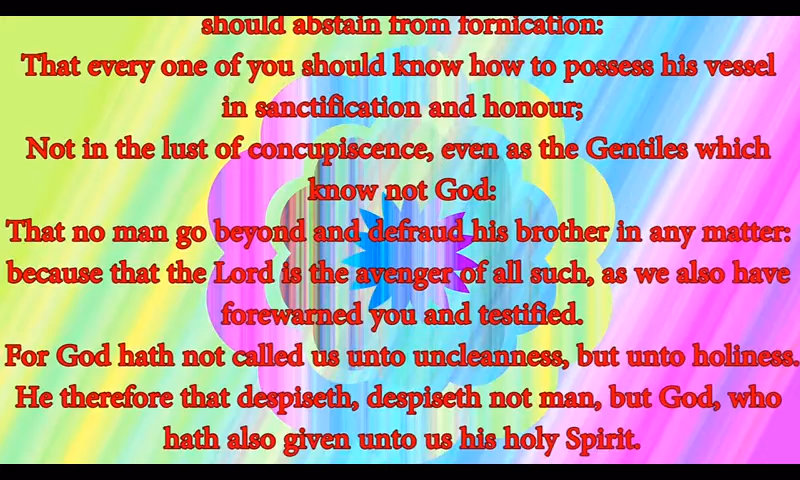 should abstain from fornication:
That every one of you should know how to possess his vessel
in sanctification and honour;
Not in the lust of concupiscence, even as the Gentiles which
know not God:
That no man go beyond and defraud his brother in any matter:
because that the Lord is the avenger of all such, as we also have
forewarned you and testified.
For God hath not called us unto uncleanness, but unto holiness.
He therefore that despiseth, despiseth not man, but God, who
hath also given unto us his holy Spirit.